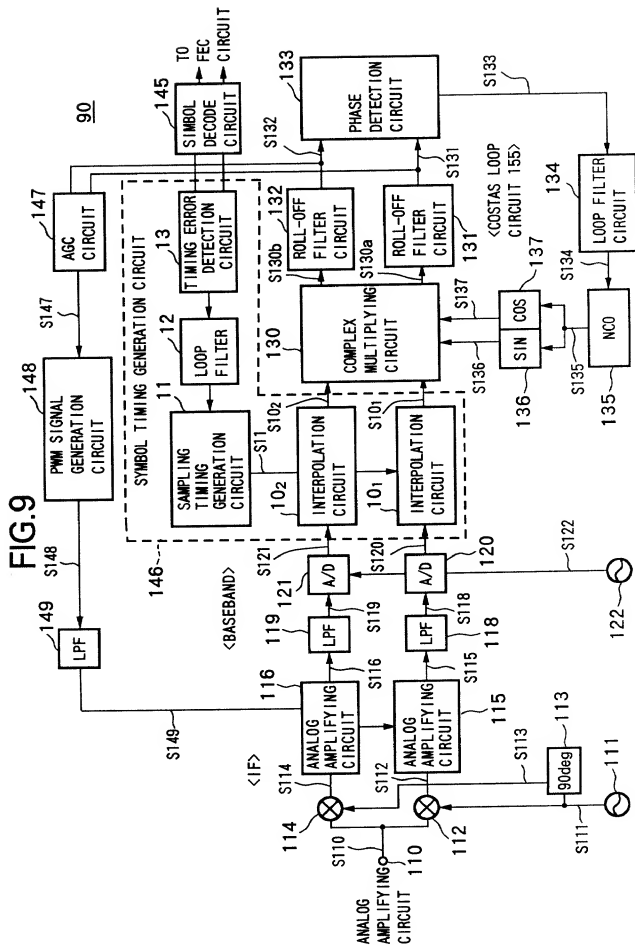 FIG.9
90
149
LPF
S149
S148
148
PWM SIGNAL
GENERATION
CIRCUIT
S147
147
AGC
CIRCUIT
SYMBOL TIMING GENERATION CIRCUIT
146
11
SAMPLING
TIMING
GENERATION
CIRCUIT
12
LOOP
FILTER
13
TIMING ERROR
DETECTION
CIRCUIT
145
SIMBOL
DECODE
CIRCUIT
TO
FEC
CIRCUIT
S11
<IF>
<BASEBAND>
ANALOG
AMPLIFYING
CIRCUIT
110
S110
114
S114
116
ANALOG
AMPLIFYING
CIRCUIT
S116
119
LPF
S119
121
A/D
S121
10₂
INTERPOLATION
CIRCUIT
S10₂
130
COMPLEX
MULTIPLYING
CIRCUIT
S130b
132
ROLL-OFF
FILTER
CIRCUIT
S132
133
PHASE
DETECTION
CIRCUIT
112
S112
115
ANALOG
AMPLIFYING
CIRCUIT
S115
118
LPF
S118
120
A/D
S120
10₁
INTERPOLATION
CIRCUIT
S10₁
S130a
131
ROLL-OFF
FILTER
CIRCUIT
S131
S133
111
S111
113
90deg
S113
122
S122
<COSTAS LOOP
CIRCUIT 155>
S136
S137
136
SIN
137
COS
S135
135
NCO
S134
134
LOOP FILTER
CIRCUIT